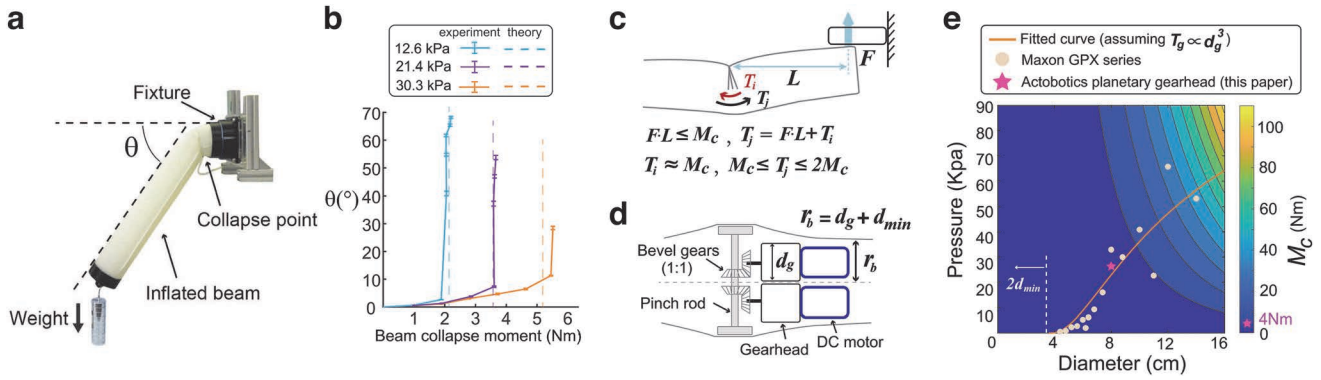 a
Fixture
θ
Collapse point
Inflated beam
Weight
b
experiment theory
12.6 kPa
21.4 kPa
30.3 kPa
70
60
50
40
30
20
10
0
θ(°)
0 1 2 3 4 5 6
Beam collapse moment (Nm)
c
F
L
Ti
Tj
F·L ≤ Mc , Tj = F·L + Ti
Ti ≈ Mc , Mc ≤ Tj ≤ 2Mc
d
rb = dg + dmin
Bevel gears
(1:1)
dg
rb
Pinch rod
Gearhead
DC motor
e
Fitted curve (assuming Tg ∝ dg³)
Maxon GPX series
Actobotics planetary gearhead (this paper)
90
80
70
60
50
40
30
20
10
0
Pressure (Kpa)
2dmin
0 4 8 12 16
Diameter (cm)
100
80
60
40
20
0
4Nm
Mc (Nm)